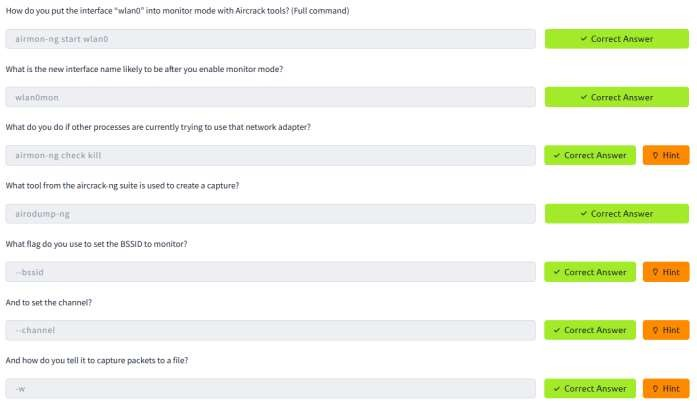 How do you put the interface “wlan0” into monitor mode with Aircrack tools? (Full command)
airmon-ng start wlan0
✓ Correct Answer
What is the new interface name likely to be after you enable monitor mode?
wlan0mon
✓ Correct Answer
What do you do if other processes are currently trying to use that network adapter?
airmon-ng check kill
✓ Correct Answer
Hint
What tool from the aircrack-ng suite is used to create a capture?
airodump-ng
✓ Correct Answer
What flag do you use to set the BSSID to monitor?
--bssid
✓ Correct Answer
Hint
And to set the channel?
--channel
✓ Correct Answer
Hint
And how do you tell it to capture packets to a file?
-w
✓ Correct Answer
Hint